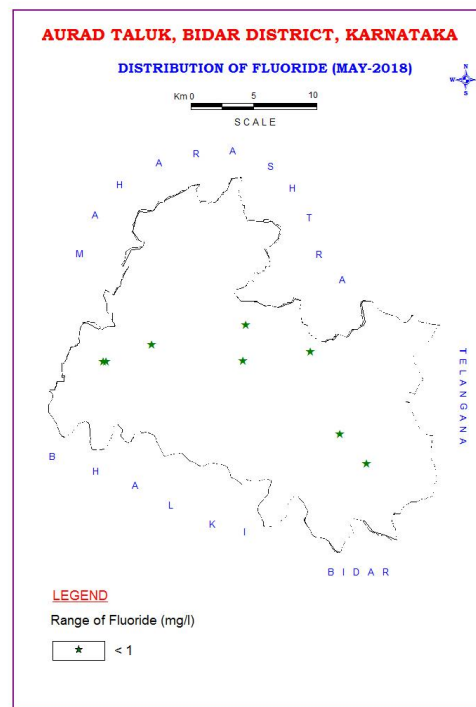 AURAD TALUK, BIDAR DISTRICT, KARNATAKA
DISTRIBUTION OF FLUORIDE (MAY-2018)
N
W E
S
Km 0 5 10
SCALE
MAHARASHTRA
TELANGANA
BHALKI
BIDAR
LEGEND
Range of Fluoride (mg/l)
< 1